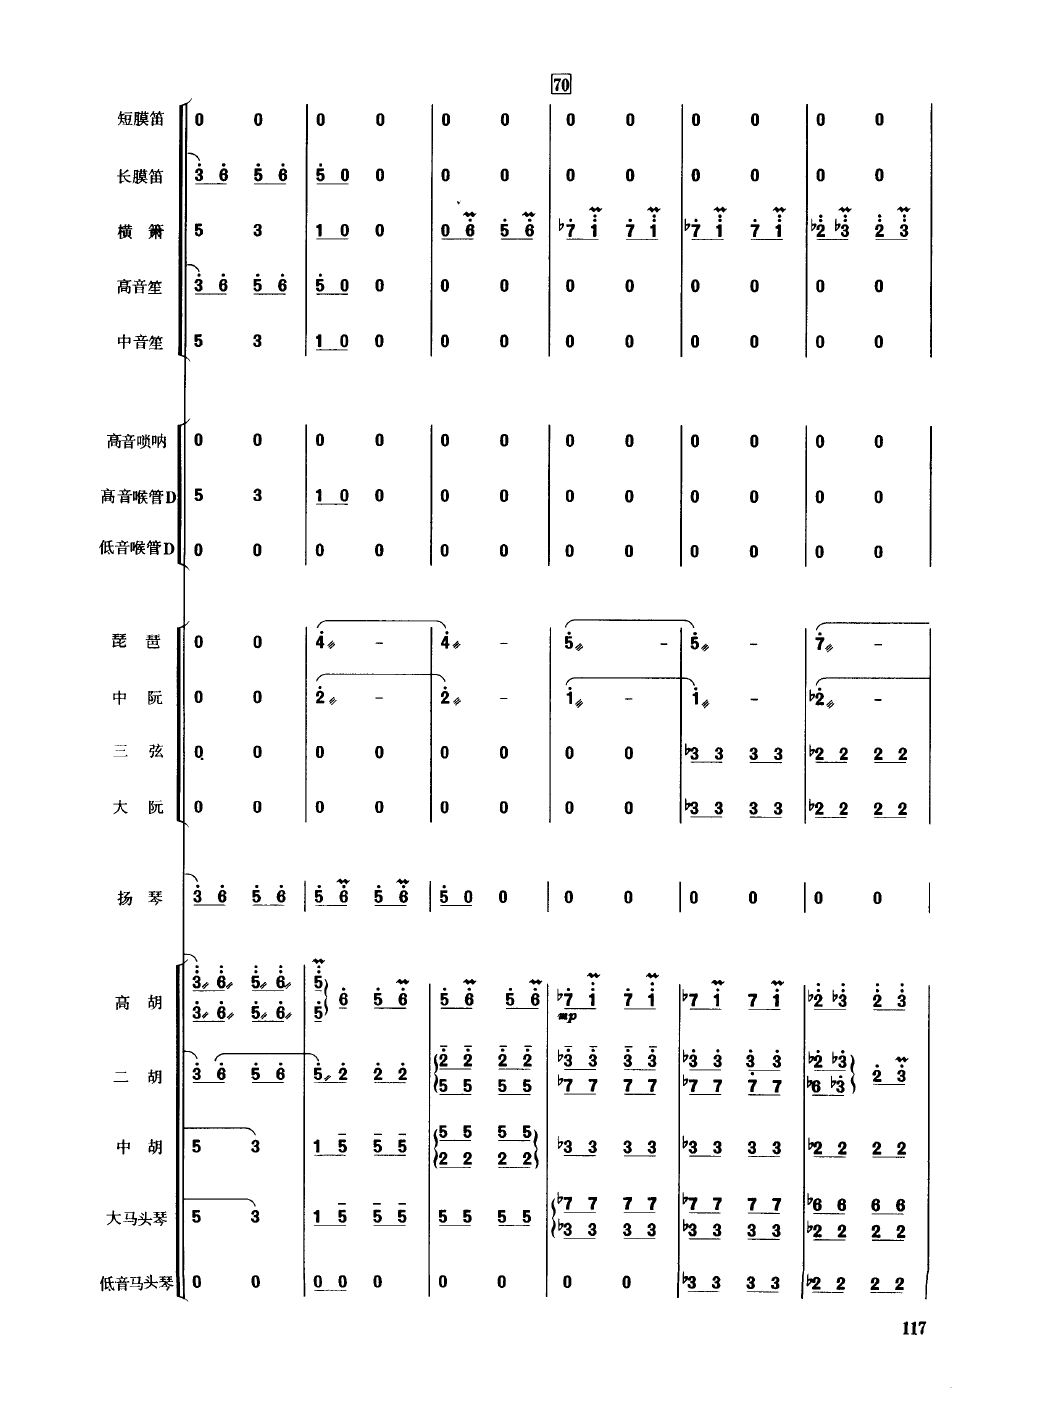 70
短膜笛 0 0 0 0 0 0 0 0 0 0 0 0
长膜笛 3 6 5 6 5 0 0 0 0 0 0 0 0 0 0
横箫 5 3 1 0 0 0 6 5 6 ♭7 1 7 1 ♭7 1 7 1 ♭2 ♭3 2 3
高音笙 3 6 5 6 5 0 0 0 0 0 0 0 0 0 0
中音笙 5 3 1 0 0 0 0 0 0 0 0 0 0
高音唢呐 0 0 0 0 0 0 0 0 0 0 0 0
高音喉管D 5 3 1 0 0 0 0 0 0 0 0 0 0
低音喉管D 0 0 0 0 0 0 0 0 0 0 0 0
琵琶 0 0 4 - 4 - 5 - 5 - 7 -
中阮 0 0 2 - 2 - 1 - 1 - ♭2 -
三弦 0 0 0 0 0 0 0 0 ♭3 3 3 3 ♭2 2 2 2
大阮 0 0 0 0 0 0 0 0 ♭3 3 3 3 ♭2 2 2 2
扬琴 3 6 5 6 5 6 5 6 5 0 0 0 0 0 0 0 0
高胡 3 6 5 6 5 6 5 6 5 6 5 6 ♭7 1 7 1 ♭7 1 7 1 ♭2 ♭3 2 3
3 6 5 6 5
mp
二胡 3 6 5 6 5 2 2 2 2 2 2 2 ♭3 3 3 3 ♭3 3 3 3 ♭2 ♭3 2 3
5 5 5 5 ♭7 7 7 7 ♭7 7 7 7 ♭6 ♭3
中胡 5 3 1 5 5 5 5 5 5 5 ♭3 3 3 3 ♭3 3 3 3 ♭2 2 2 2
2 2 2 2
大马头琴 5 3 1 5 5 5 5 5 5 5 ♭7 7 7 7 ♭7 7 7 7 ♭6 6 6 6
♭3 3 3 3 ♭3 3 3 3 ♭2 2 2 2
低音马头琴 0 0 0 0 0 0 0 0 0 ♭3 3 3 3 ♭2 2 2 2
117